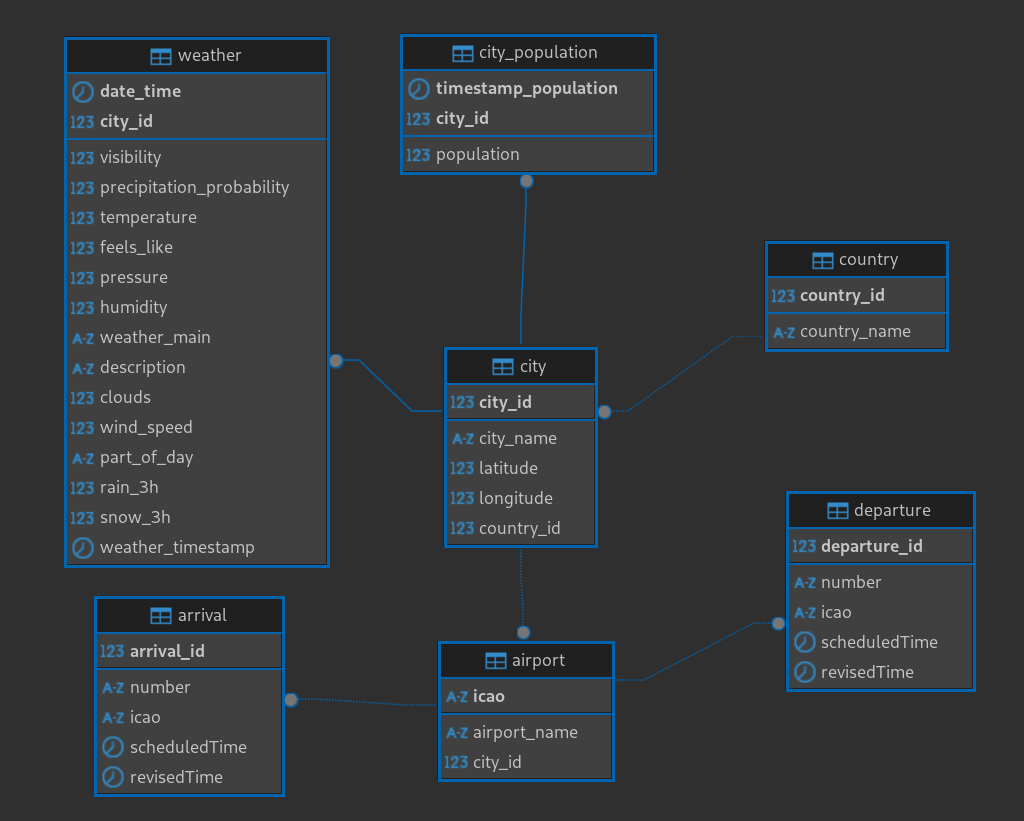 weather
date_time
123 city_id
123 visibility
123 precipitation_probability
123 temperature
123 feels_like
123 pressure
123 humidity
A-Z weather_main
A-Z description
123 clouds
123 wind_speed
A-Z part_of_day
123 rain_3h
123 snow_3h
weather_timestamp
city_population
timestamp_population
123 city_id
123 population
country
123 country_id
A-Z country_name
city
123 city_id
A-Z city_name
123 latitude
123 longitude
123 country_id
departure
123 departure_id
A-Z number
A-Z icao
scheduledTime
revisedTime
arrival
123 arrival_id
A-Z number
A-Z icao
scheduledTime
revisedTime
airport
A-Z icao
A-Z airport_name
123 city_id